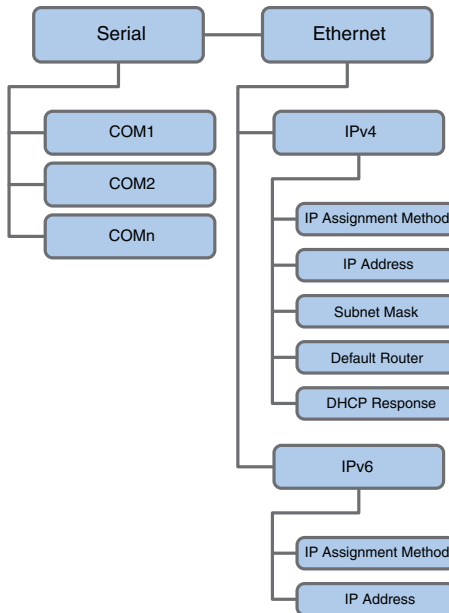 Serial
Ethernet
COM1
COM2
COMn
IPv4
IP Assignment Method
IP Address
Subnet Mask
Default Router
DHCP Response
IPv6
IP Assignment Method
IP Address